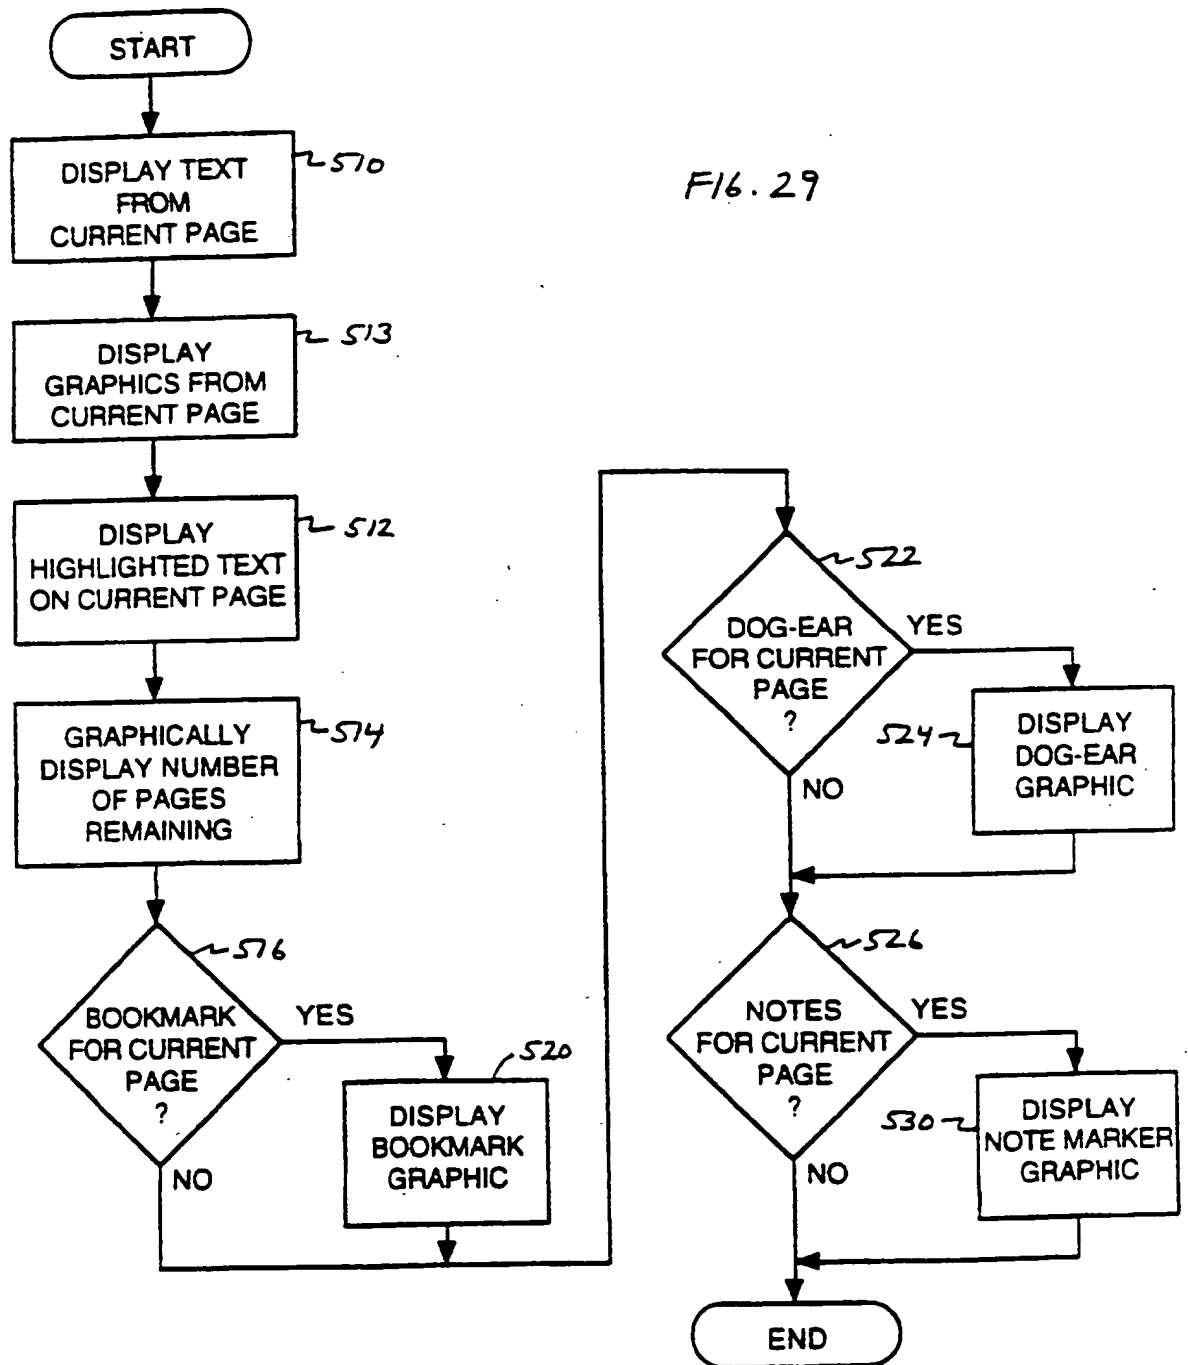 START
DISPLAY TEXT
FROM
CURRENT PAGE
510
FIG. 29
DISPLAY
GRAPHICS FROM
CURRENT PAGE
513
DISPLAY
HIGHLIGHTED TEXT
ON CURRENT PAGE
512
GRAPHICALLY
DISPLAY NUMBER
OF PAGES
REMAINING
514
BOOKMARK
FOR CURRENT
PAGE
?
516
YES
NO
DISPLAY
BOOKMARK
GRAPHIC
520
DOG-EAR
FOR CURRENT
PAGE
?
522
YES
NO
DISPLAY
DOG-EAR
GRAPHIC
524
NOTES
FOR CURRENT
PAGE
?
526
YES
NO
DISPLAY
NOTE MARKER
GRAPHIC
530
END